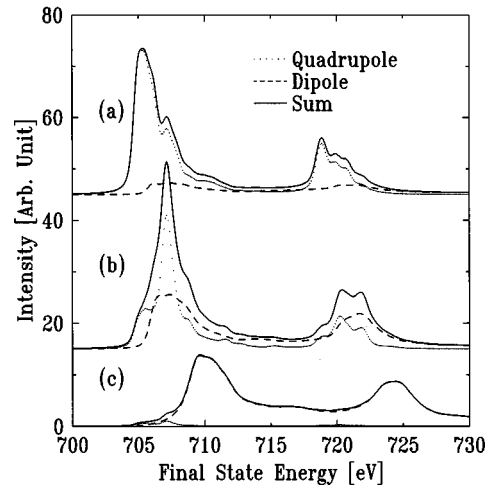 80
60
40
20
0
Intensity [Arb. Unit]
Quadrupole
Dipole
Sum
(a)
(b)
(c)
700 705 710 715 720 725 730
Final State Energy [eV]